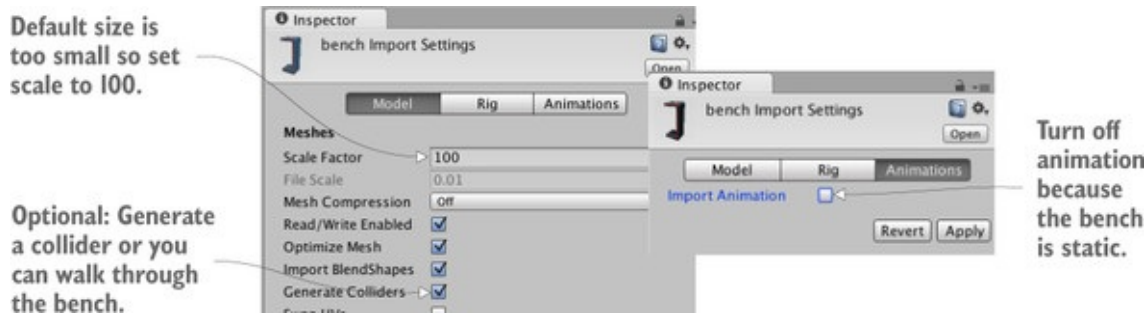 Default size is
too small so set
scale to 100.
Optional: Generate
a collider or you
can walk through
the bench.
Inspector
bench Import Settings
Open
Model Rig Animations
Meshes
Scale Factor 100
File Scale 0.01
Mesh Compression Off
Read/Write Enabled
Optimize Mesh
Import BlendShapes
Generate Colliders
Swap UVs
Inspector
bench Import Settings
Open
Model Rig Animations
Import Animation
Revert Apply
Turn off
animation
because
the bench
is static.